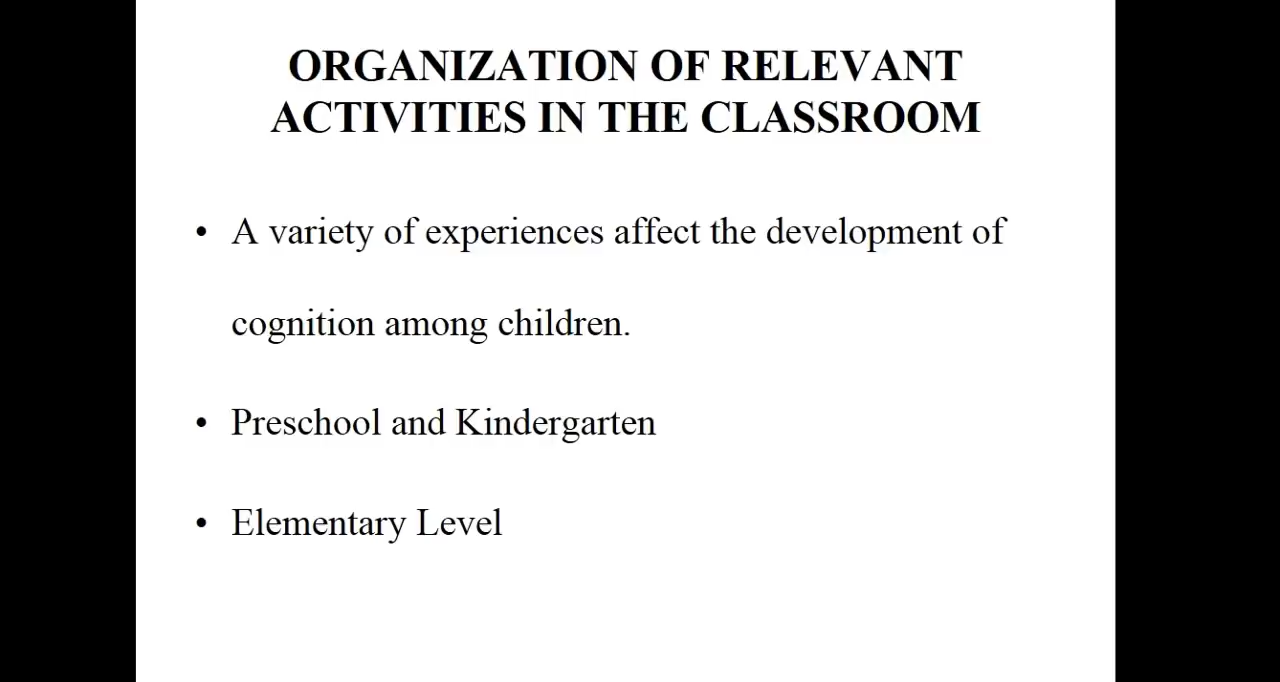 ORGANIZATION OF RELEVANT
ACTIVITIES IN THE CLASSROOM
• A variety of experiences affect the development of
cognition among children.
• Preschool and Kindergarten
• Elementary Level